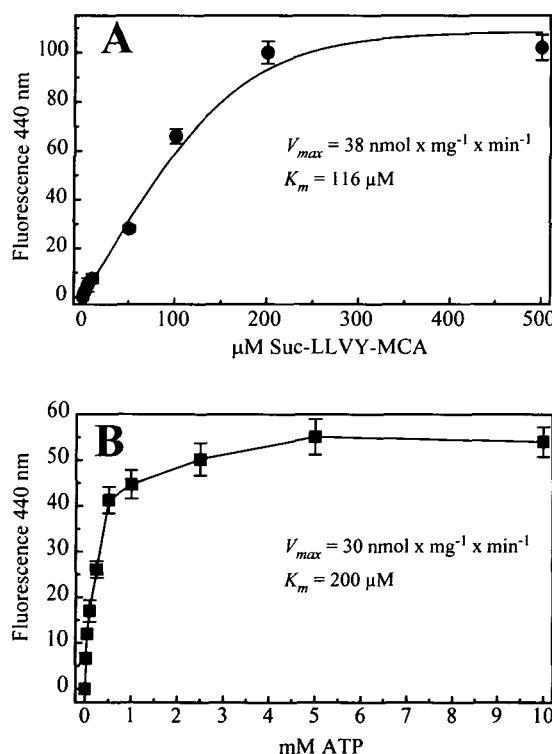 A
100
80
60
40
20
0
Fluorescence 440 nm
V_max = 38 nmol x mg⁻¹ x min⁻¹
K_m = 116 µM
0 100 200 300 400 500
µM Suc-LLVY-MCA
B
60
50
40
30
20
10
0
Fluorescence 440 nm
V_max = 30 nmol x mg⁻¹ x min⁻¹
K_m = 200 µM
0 1 2 3 4 5 6 7 8 9 10
mM ATP